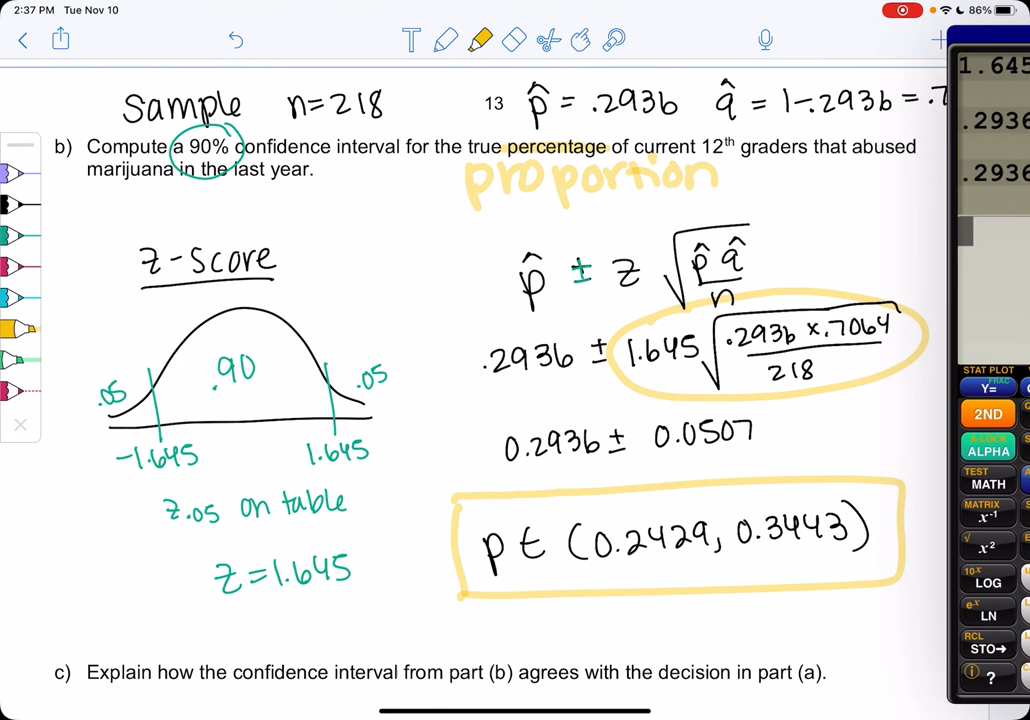 2:37 PM Tue Nov 10
86%
T
Sample n=218 13 p̂ = .2936 q̂ = 1-.2936 = .7
b) Compute a 90% confidence interval for the true percentage of current 12th graders that abused
marijuana in the last year.
proportion
z-score
p̂ ± z √(p̂ q̂ / n)
.90
.05
.05
-1.645 1.645
.2936 ± 1.645 √(.2936 × .7064 / 218)
0.2936 ± 0.0507
z.05 on table
z = 1.645
p ∈ (0.2429, 0.3443)
c) Explain how the confidence interval from part (b) agrees with the decision in part (a).
1.645
.2936
.2936
STAT PLOT
FRAC
Y=
2ND
A-LOCK
ALPHA
TEST
MATH
MATRIX
x⁻¹
√
x²
10ˣ
LOG
eˣ
LN
RCL
STO→
?